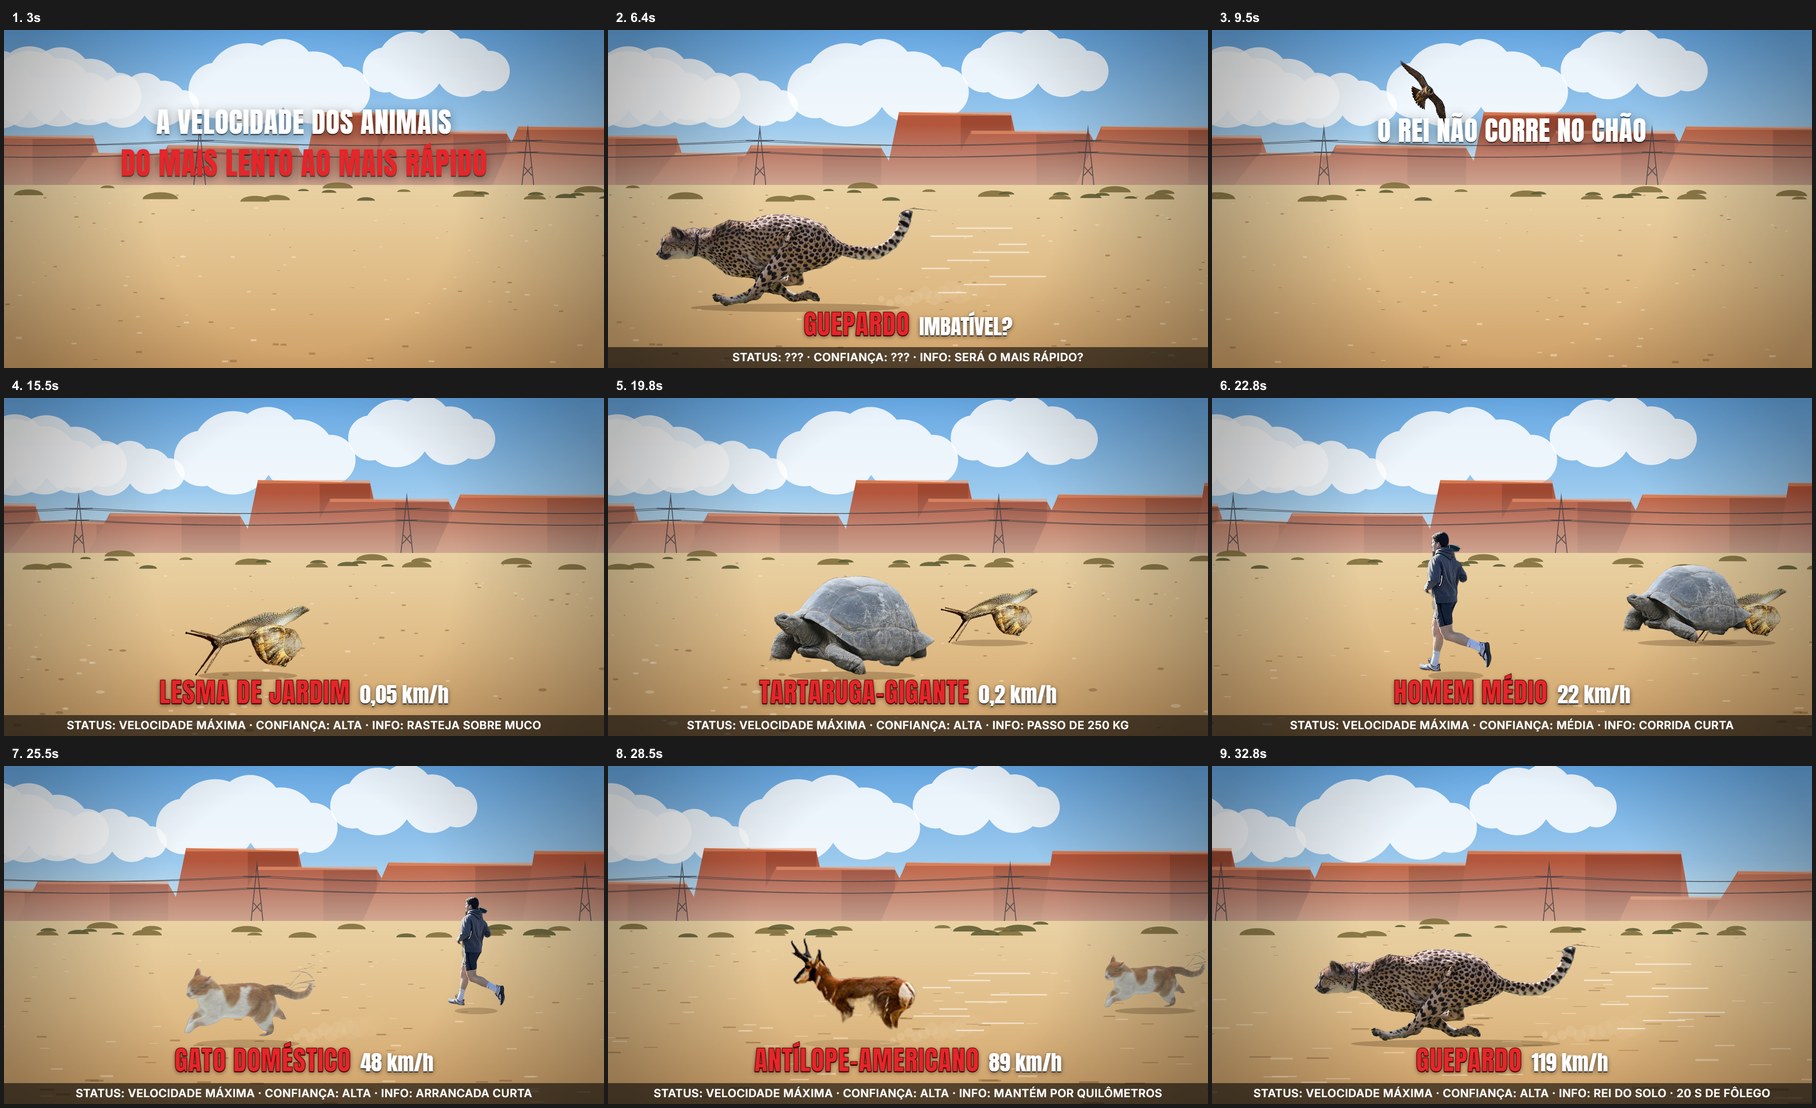 1. 3s
A VELOCIDADE DOS ANIMAIS
DO MAIS LENTO AO MAIS RÁPIDO
2. 6.4s
GUEPARDO IMBATÍVEL?
STATUS: ??? · CONFIANÇA: ??? · INFO: SERÁ O MAIS RÁPIDO?
3. 9.5s
O REI NÃO CORRE NO CHÃO
4. 15.5s
LESMA DE JARDIM 0,05 km/h
STATUS: VELOCIDADE MÁXIMA · CONFIANÇA: ALTA · INFO: RASTEJA SOBRE MUCO
5. 19.8s
TARTARUGA-GIGANTE 0,2 km/h
STATUS: VELOCIDADE MÁXIMA · CONFIANÇA: ALTA · INFO: PASSO DE 250 KG
6. 22.8s
HOMEM MÉDIO 22 km/h
STATUS: VELOCIDADE MÁXIMA · CONFIANÇA: MÉDIA · INFO: CORRIDA CURTA
7. 25.5s
GATO DOMÉSTICO 48 km/h
STATUS: VELOCIDADE MÁXIMA · CONFIANÇA: ALTA · INFO: ARRANCADA CURTA
8. 28.5s
ANTÍLOPE-AMERICANO 89 km/h
STATUS: VELOCIDADE MÁXIMA · CONFIANÇA: ALTA · INFO: MANTÉM POR QUILÔMETROS
9. 32.8s
GUEPARDO 119 km/h
STATUS: VELOCIDADE MÁXIMA · CONFIANÇA: ALTA · INFO: REI DO SOLO · 20 S DE FÔLEGO